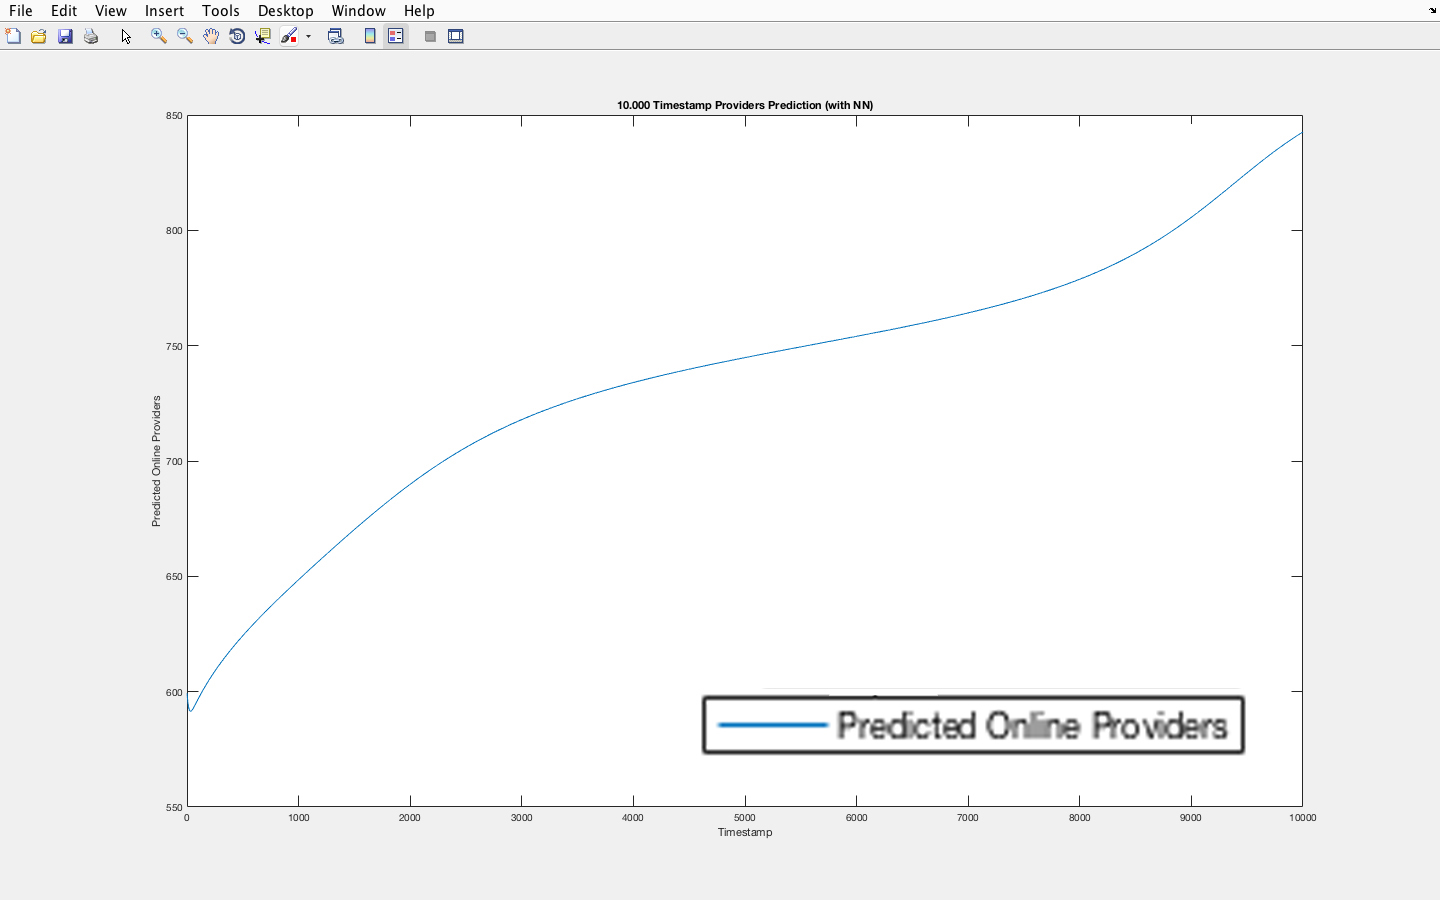 File Edit View Insert Tools Desktop Window Help
10.000 Timestamp Providers Prediction (with NN)
850
800
750
700
650
600
550
Predicted Online Providers
Predicted Online Providers
0 1000 2000 3000 4000 5000 6000 7000 8000 9000 10000
Timestamp